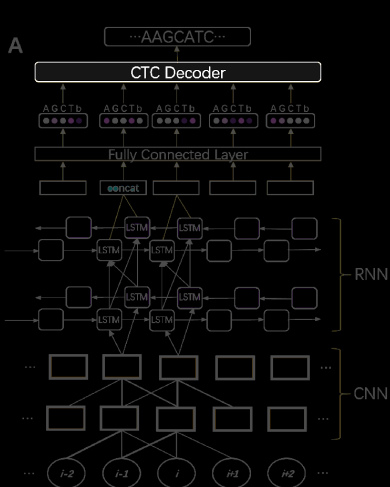 ···AAGCATC···
A
CTC Decoder
A G C T b A G C T b A G C T b A G C T b A G C T b
Fully Connected Layer
concat
LSTM LSTM
LSTM LSTM
RNN
LSTM LSTM
LSTM LSTM
··· ···
CNN
··· ···
··· i-2 i-1 i i+1 i+2 ···